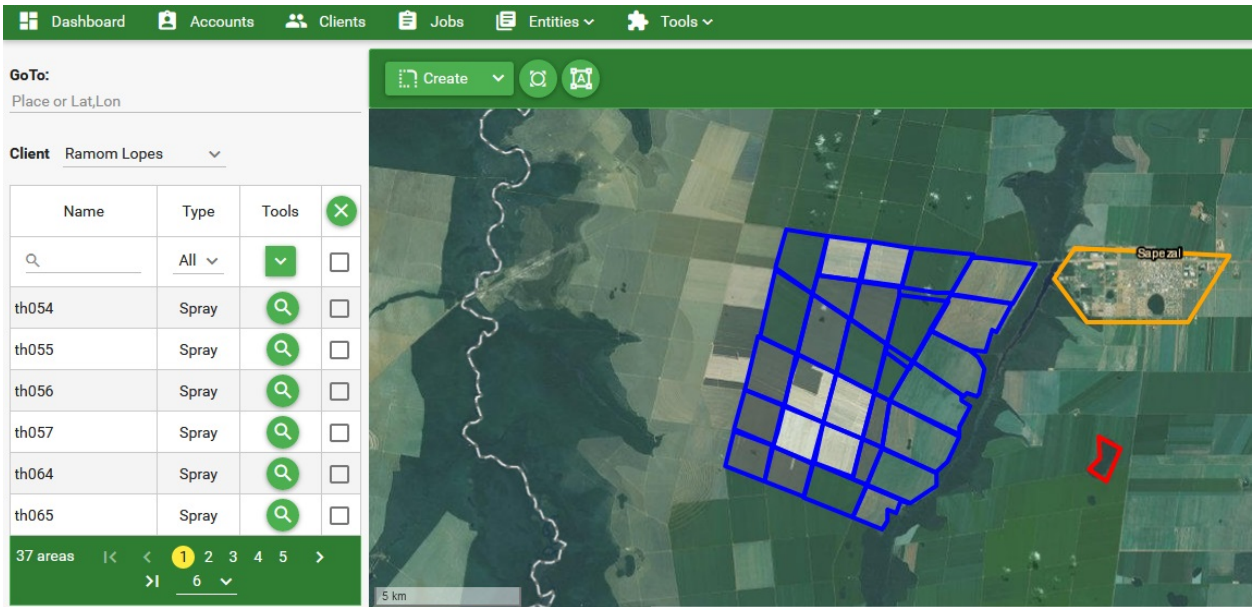 Dashboard Accounts Clients Jobs Entities Tools
GoTo:
Place or Lat,Lon
Create
Client Ramom Lopes
Name Type Tools
All
th054 Spray
th055 Spray
th056 Spray
th057 Spray
th064 Spray
th065 Spray
37 areas 1 2 3 4 5
6
Sapezal
5 km